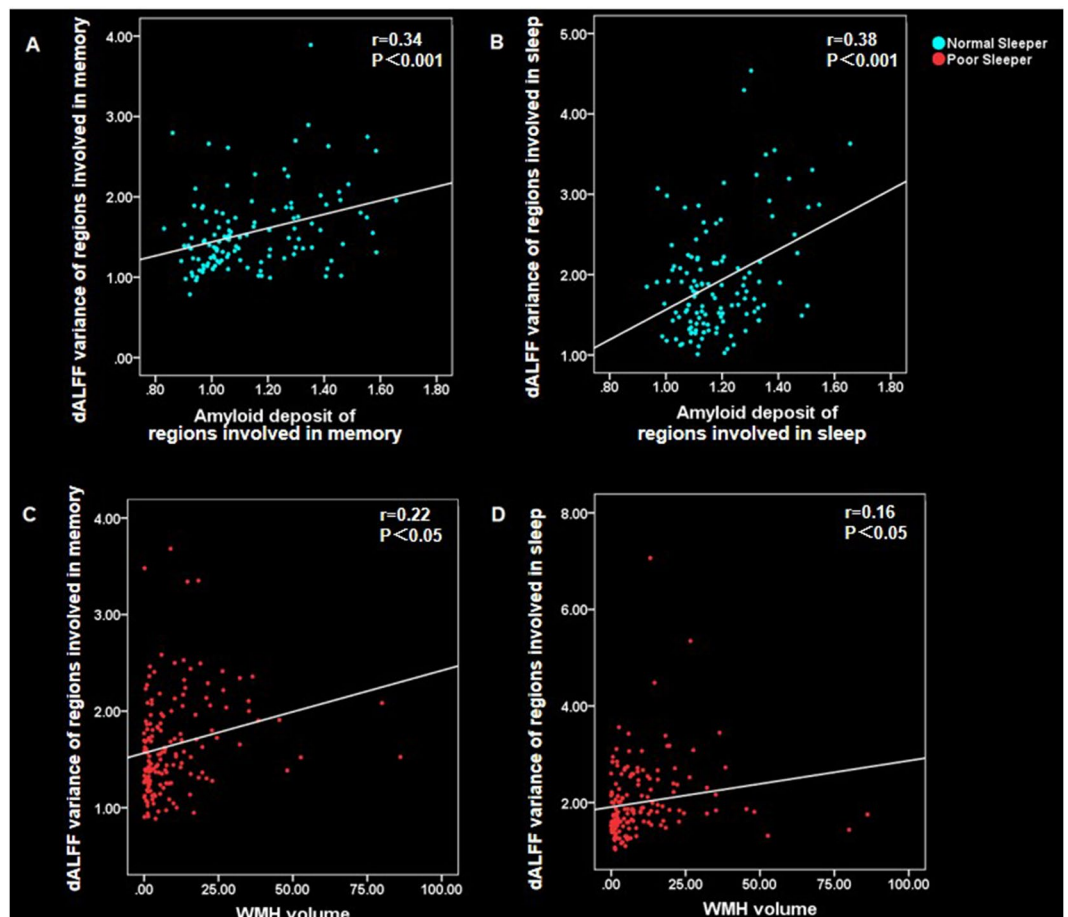 A
dALFF variance of regions involved in memory
4.00
3.00
2.00
1.00
.00
r=0.34
P<0.001
.80
1.00
1.20
1.40
1.60
1.80
Amyloid deposit of
regions involved in memory
B
dALFF variance of regions involved in sleep
5.00
4.00
3.00
2.00
1.00
r=0.38
P<0.001
.80
1.00
1.20
1.40
1.60
1.80
Amyloid deposit of
regions involved in sleep
Normal Sleeper
Poor Sleeper
C
dALFF variance of regions involved in memory
4.00
3.00
2.00
1.00
r=0.22
P<0.05
.00
25.00
50.00
75.00
100.00
WMH volume
D
dALFF variance of regions involved in sleep
8.00
6.00
4.00
2.00
r=0.16
P<0.05
.00
25.00
50.00
75.00
100.00
WMH volume